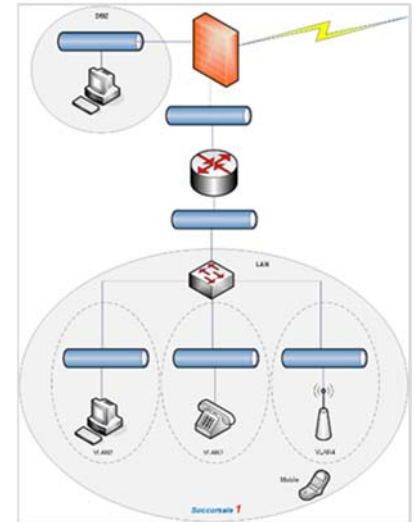 DMZ
LAN
VLAN2
VLAN3
VLAN4
Mobile
Succursale 1